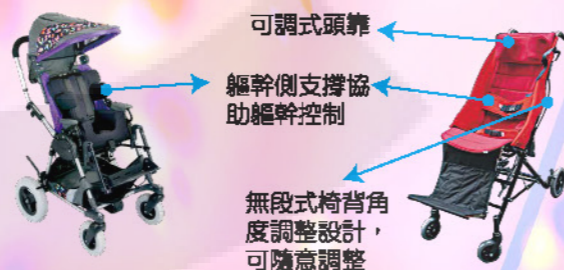 可調式頭靠
軀幹側支撐協
助軀幹控制
無段式椅背角
度調整設計，
可隨意調整